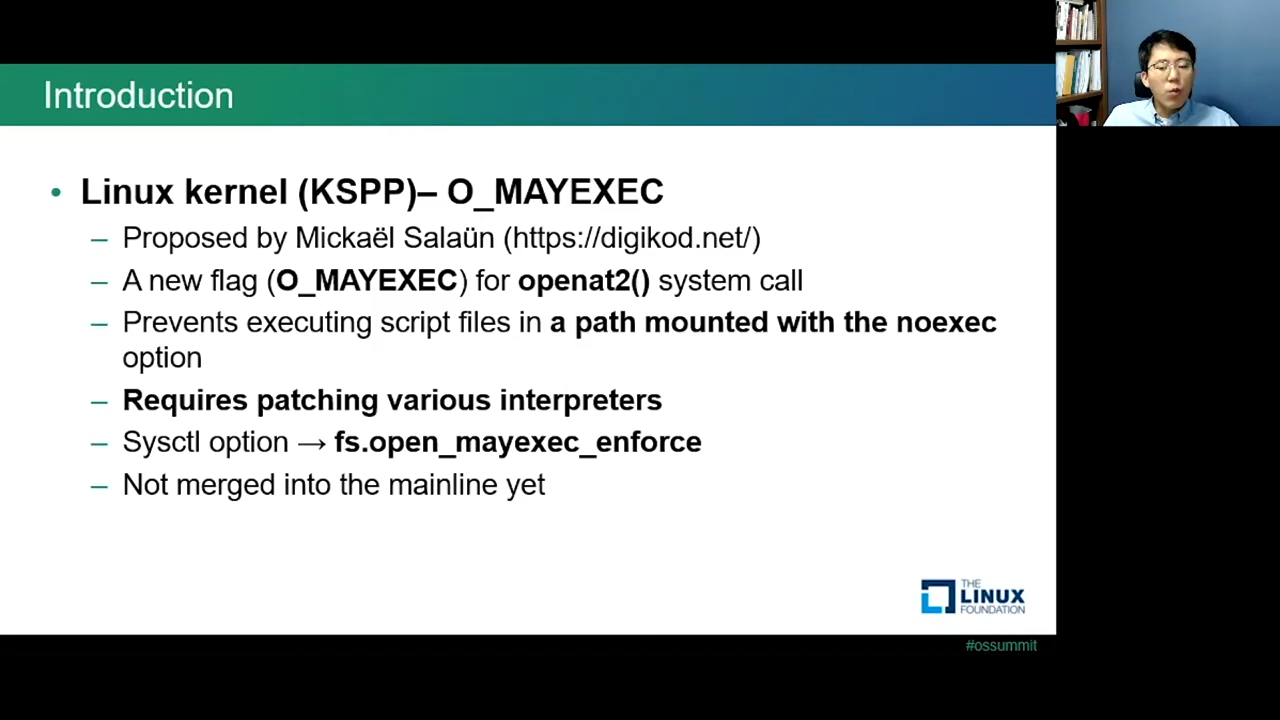 Introduction
• Linux kernel (KSPP)– O_MAYEXEC
– Proposed by Mickaël Salaün (https://digikod.net/)
– A new flag (O_MAYEXEC) for openat2() system call
– Prevents executing script files in a path mounted with the noexec
option
– Requires patching various interpreters
– Sysctl option → fs.open_mayexec_enforce
– Not merged into the mainline yet
THE
LINUX
FOUNDATION
#ossummit